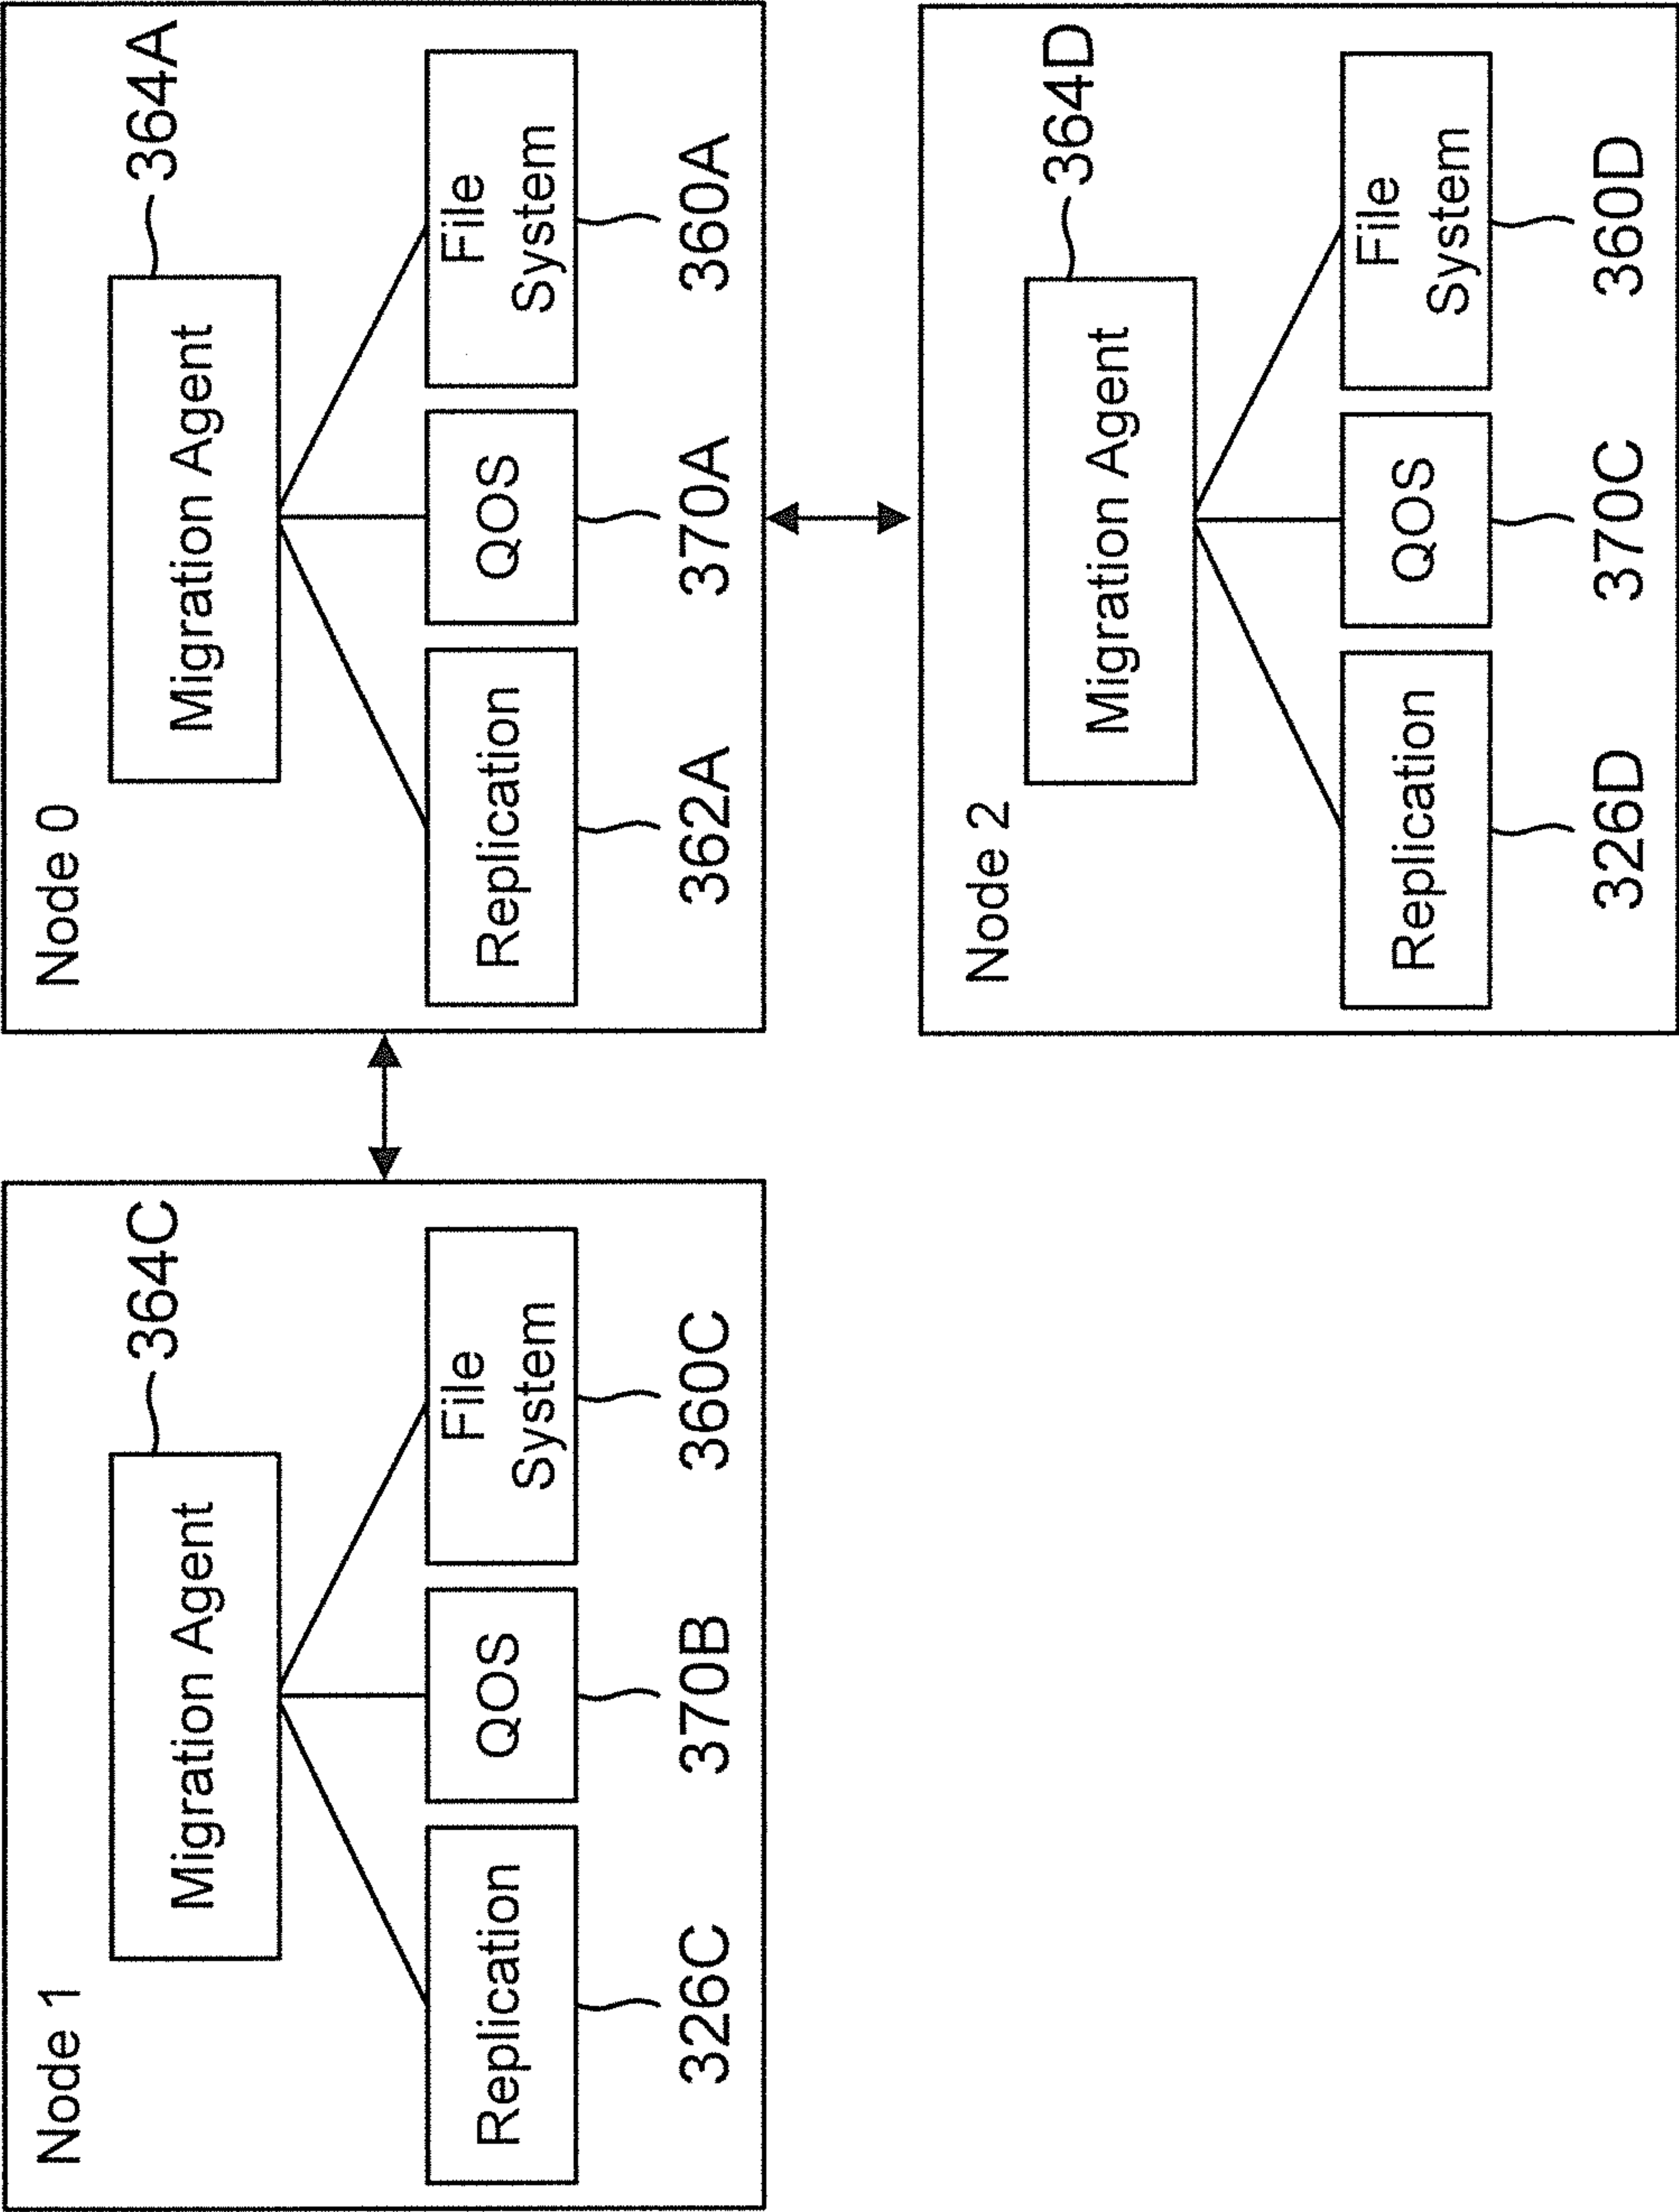 Node 1
Migration Agent
364C
Replication
QOS
File
System
326C
370B
360C
Node 0
Migration Agent
364A
Replication
QOS
File
System
362A
370A
360A
Node 2
Migration Agent
364D
Replication
QOS
File
System
326D
370C
360D